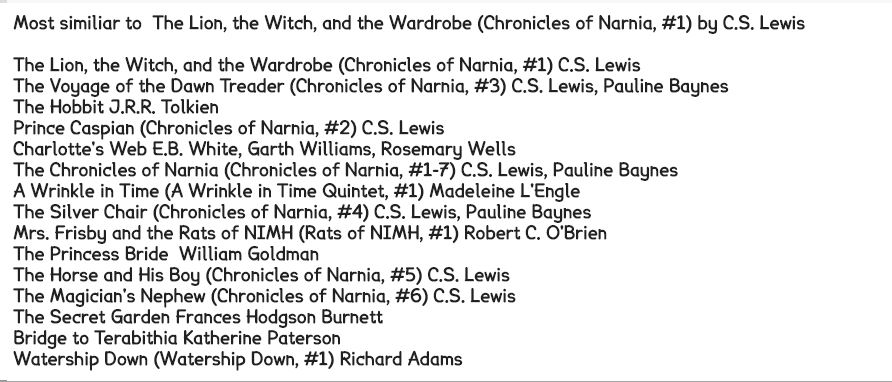 Most similiar to The Lion, the Witch, and the Wardrobe (Chronicles of Narnia, #1) by C.S. Lewis
The Lion, the Witch, and the Wardrobe (Chronicles of Narnia, #1) C.S. Lewis
The Voyage of the Dawn Treader (Chronicles of Narnia, #3) C.S. Lewis, Pauline Baynes
The Hobbit J.R.R. Tolkien
Prince Caspian (Chronicles of Narnia, #2) C.S. Lewis
Charlotte's Web E.B. White, Garth Williams, Rosemary Wells
The Chronicles of Narnia (Chronicles of Narnia, #1-7) C.S. Lewis, Pauline Baynes
A Wrinkle in Time (A Wrinkle in Time Quintet, #1) Madeleine L'Engle
The Silver Chair (Chronicles of Narnia, #4) C.S. Lewis, Pauline Baynes
Mrs. Frisby and the Rats of NIMH (Rats of NIMH, #1) Robert C. O'Brien
The Princess Bride William Goldman
The Horse and His Boy (Chronicles of Narnia, #5) C.S. Lewis
The Magician's Nephew (Chronicles of Narnia, #6) C.S. Lewis
The Secret Garden Frances Hodgson Burnett
Bridge to Terabithia Katherine Paterson
Watership Down (Watership Down, #1) Richard Adams